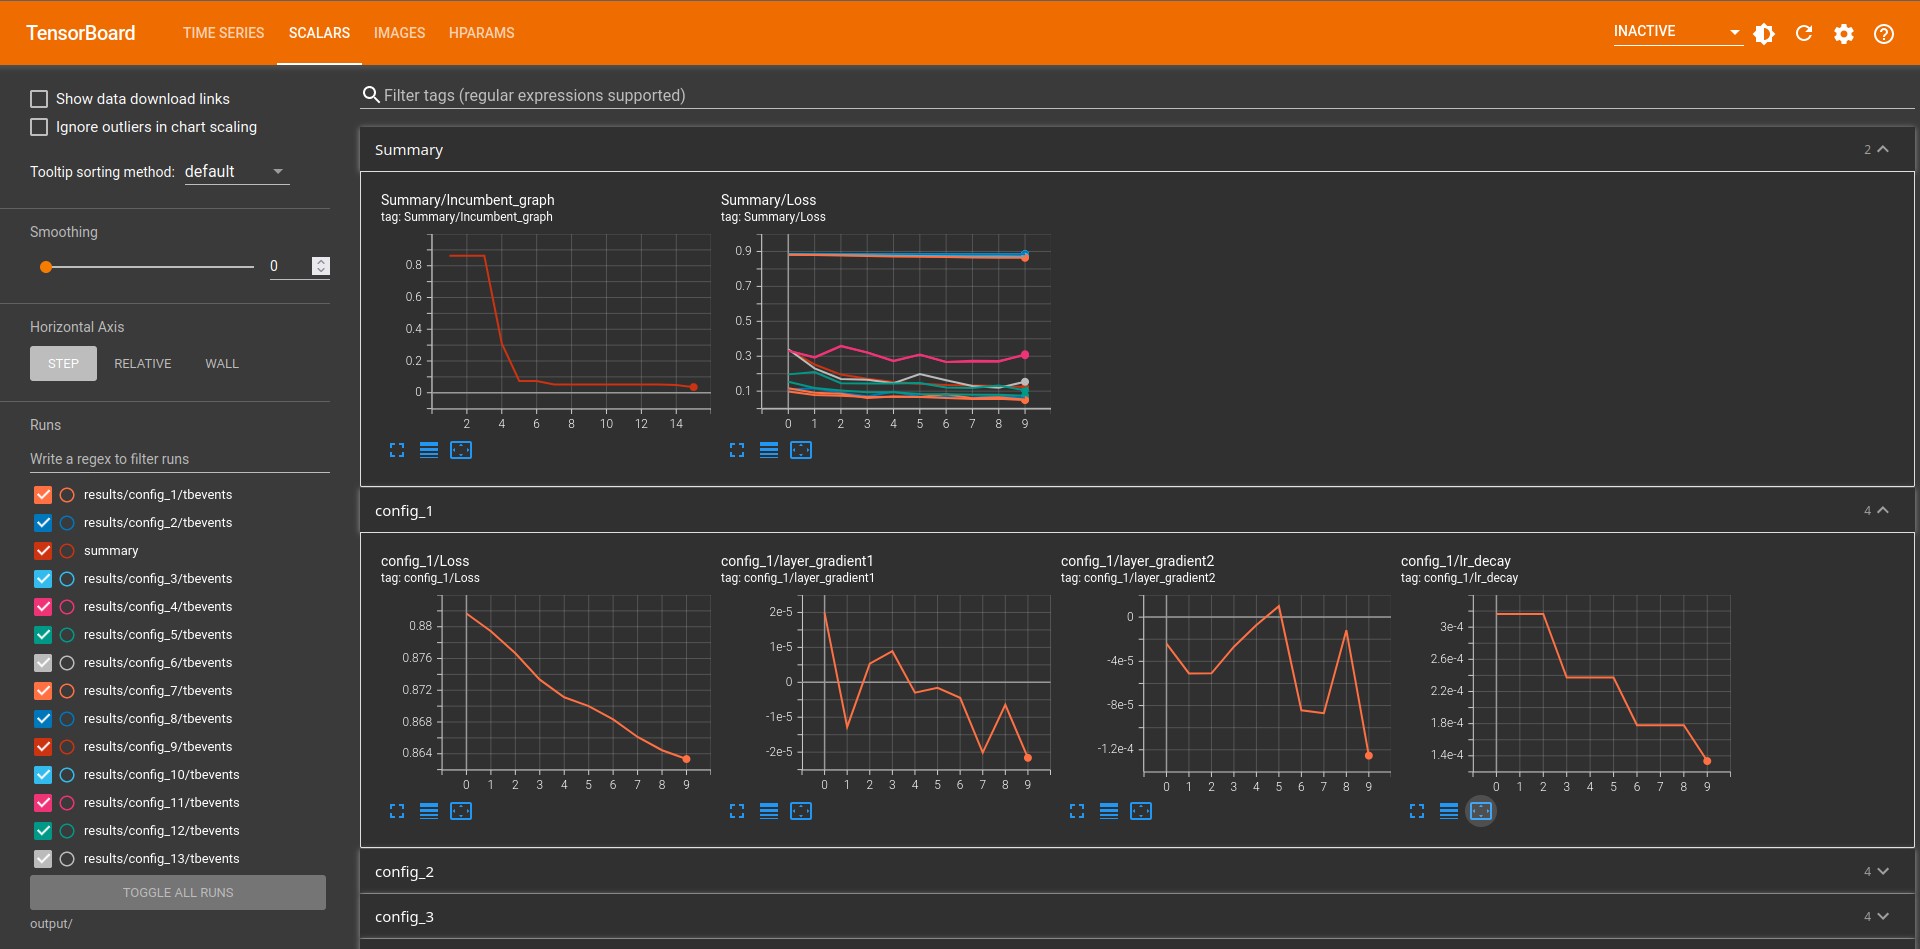 TensorBoard TIME SERIES SCALARS IMAGES HPARAMS INACTIVE
Show data download links
Ignore outliers in chart scaling
Tooltip sorting method: default
Smoothing
0
Horizontal Axis
STEP RELATIVE WALL
Runs
Write a regex to filter runs
results/config_1/tbevents
results/config_2/tbevents
summary
results/config_3/tbevents
results/config_4/tbevents
results/config_5/tbevents
results/config_6/tbevents
results/config_7/tbevents
results/config_8/tbevents
results/config_9/tbevents
results/config_10/tbevents
results/config_11/tbevents
results/config_12/tbevents
results/config_13/tbevents
TOGGLE ALL RUNS
output/
Filter tags (regular expressions supported)
Summary 2
Summary/Incumbent_graph
tag: Summary/Incumbent_graph
0.8
0.6
0.4
0.2
0
2 4 6 8 10 12 14
Summary/Loss
tag: Summary/Loss
0.9
0.7
0.5
0.3
0.1
0 1 2 3 4 5 6 7 8 9
config_1 4
config_1/Loss
tag: config_1/Loss
0.88
0.876
0.872
0.868
0.864
0 1 2 3 4 5 6 7 8 9
config_1/layer_gradient1
tag: config_1/layer_gradient1
2e-5
1e-5
0
-1e-5
-2e-5
0 1 2 3 4 5 6 7 8 9
config_1/layer_gradient2
tag: config_1/layer_gradient2
0
-4e-5
-8e-5
-1.2e-4
0 1 2 3 4 5 6 7 8 9
config_1/lr_decay
tag: config_1/lr_decay
3e-4
2.6e-4
2.2e-4
1.8e-4
1.4e-4
0 1 2 3 4 5 6 7 8 9
config_2 4
config_3 4